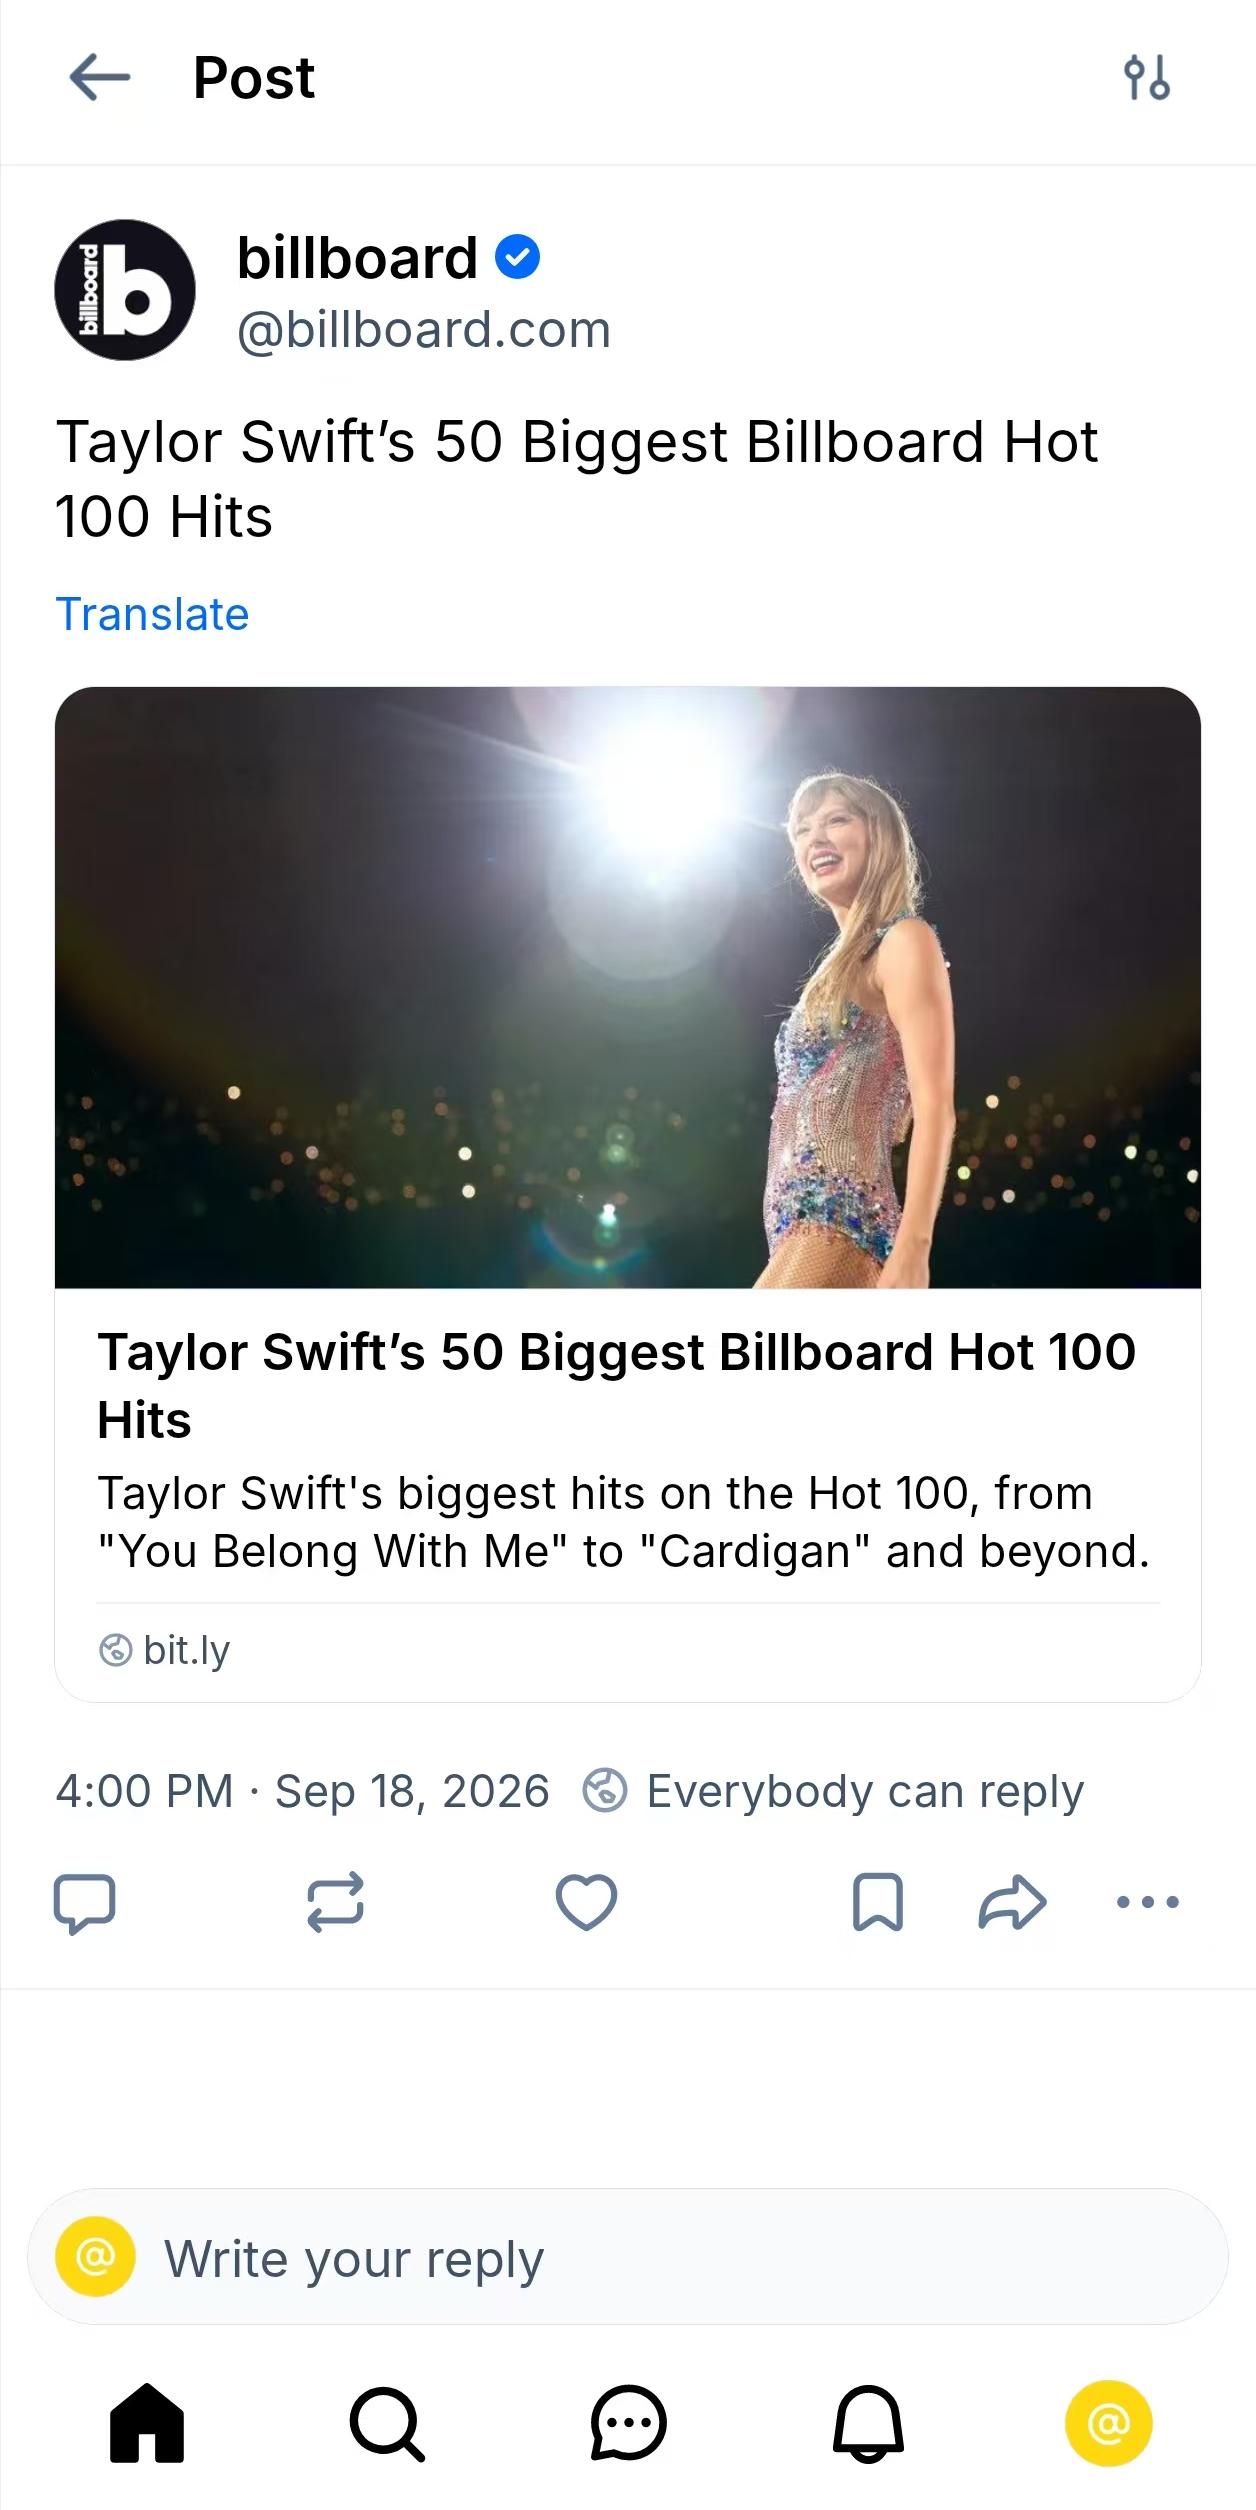 Post
billboard
b
billboard
@billboard.com
Taylor Swift’s 50 Biggest Billboard Hot
100 Hits
Translate
Taylor Swift’s 50 Biggest Billboard Hot 100
Hits
Taylor Swift's biggest hits on the Hot 100, from
"You Belong With Me" to "Cardigan" and beyond.
bit.ly
4:00 PM · Sep 18, 2026 Everybody can reply
@ Write your reply
@